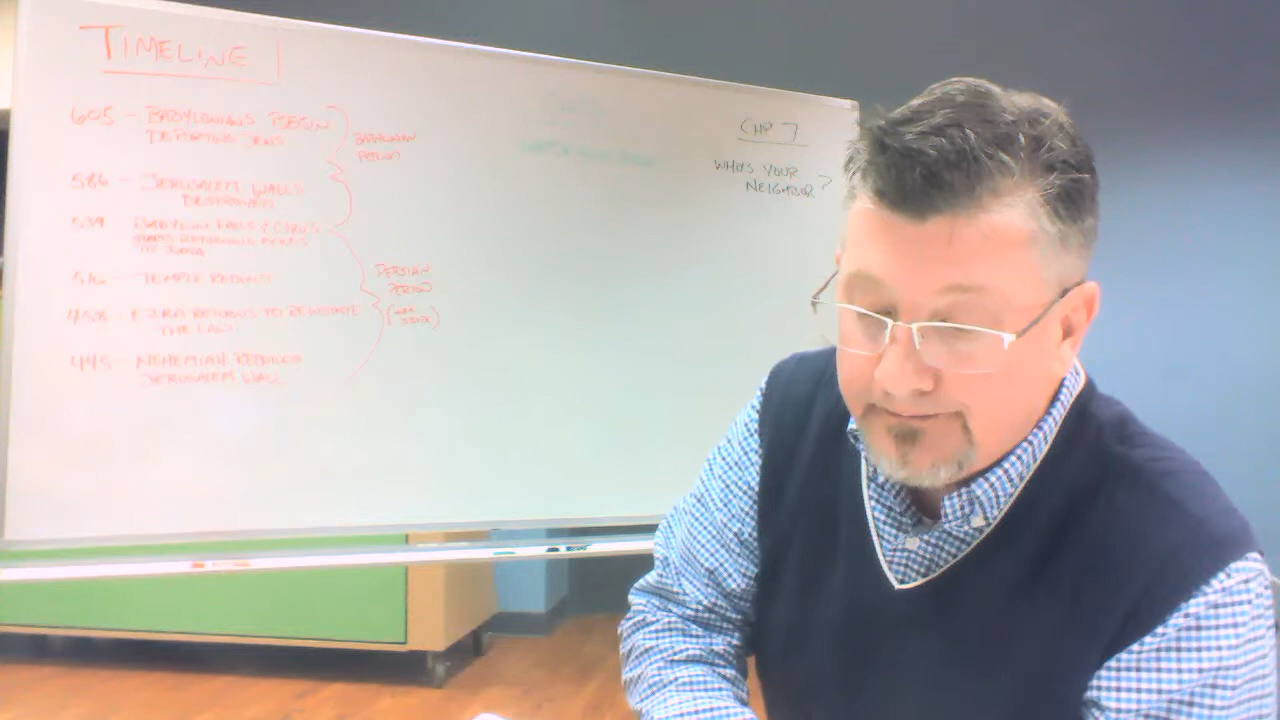 TIMELINE
605 - BABYLONIANS BEGIN
DEPORTING JEWS
BABYLONIAN
PERIOD
586 - JERUSALEM WALLS
DESTROYED
539 BABYLON FALLS & CYRUS
TO JUDEA
516 - TEMPLE REBUILT
PERSIAN
PERIOD
458 - EZRA RETURNS TO REINSTATE
THE LAW
445 - NEHEMIAH REBUILDS
JERUSALEM WALL
CHP 7
WHO'S YOUR
NEIGHBOR?